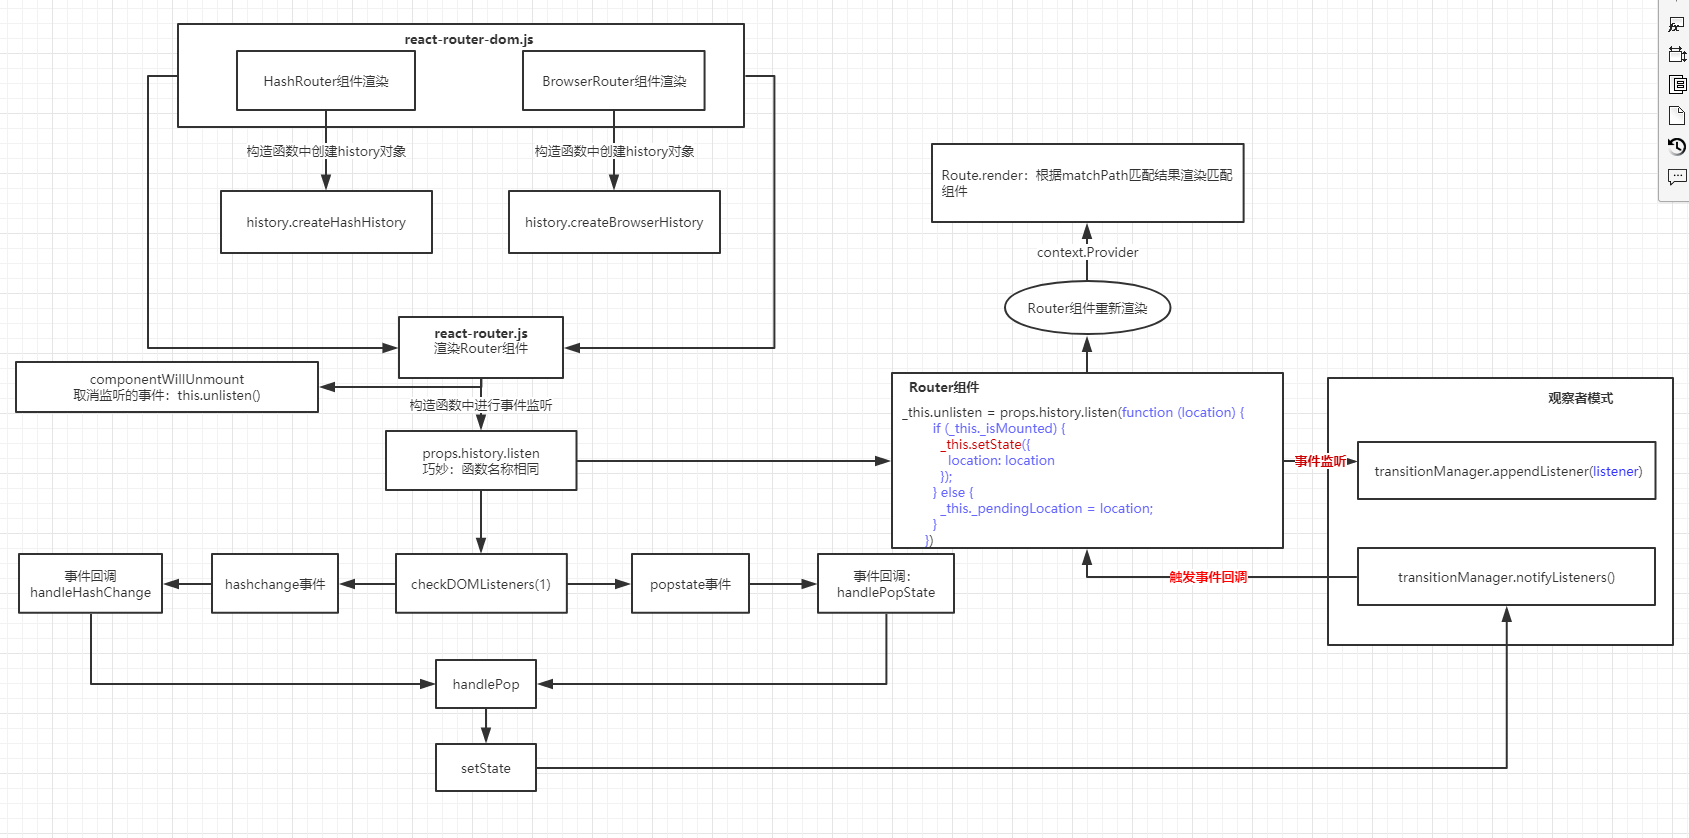 react-router-dom.js
HashRouter组件渲染
BrowserRouter组件渲染
构造函数中创建history对象
构造函数中创建history对象
history.createHashHistory
history.createBrowserHistory
Route.render：根据matchPath匹配结果渲染匹配
组件
context.Provider
Router组件重新渲染
react-router.js
渲染Router组件
componentWillUnmount
取消监听的事件：this.unlisten()
构造函数中进行事件监听
props.history.listen
巧妙：函数名称相同
Router组件
_this.unlisten = props.history.listen(function (location) {
if (_this._isMounted) {
_this.setState({
location: location
});
} else {
_this._pendingLocation = location;
}
})
事件监听
观察者模式
transitionManager.appendListener(listener)
触发事件回调
transitionManager.notifyListeners()
事件回调
handleHashChange
hashchange事件
checkDOMListeners(1)
popstate事件
事件回调：
handlePopState
handlePop
setState